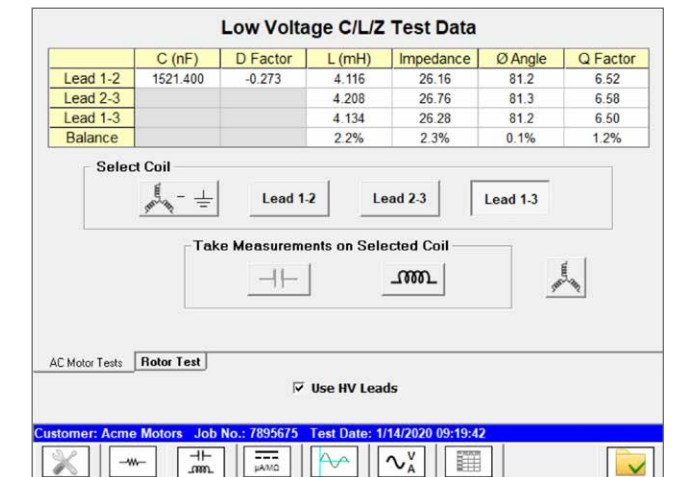 Low Voltage C/L/Z Test Data
C (nF) D Factor L (mH) Impedance Ø Angle Q Factor
Lead 1-2 1521.400 -0.273 4.116 26.16 81.2 6.52
Lead 2-3 4.208 26.76 81.3 6.58
Lead 1-3 4.134 26.28 81.2 6.50
Balance 2.2% 2.3% 0.1% 1.2%
Select Coil
Lead 1-2 Lead 2-3 Lead 1-3
Take Measurements on Selected Coil
AC Motor Tests Rotor Test
Use HV Leads
Customer: Acme Motors Job No.: 7895675 Test Date: 1/14/2020 09:19:42
µA/MΩ V
A